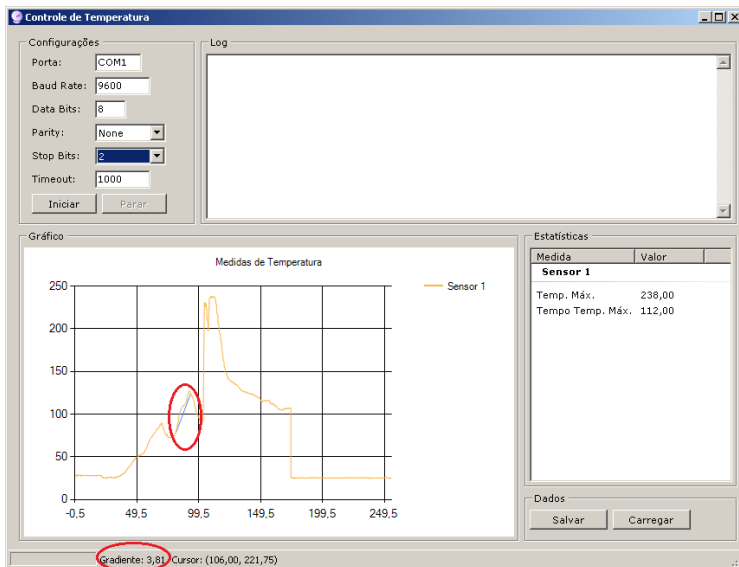 Controle de Temperatura
Configurações
Porta: COM1
Baud Rate: 9600
Data Bits: 8
Parity: None
Stop Bits: 2
Timeout: 1000
Iniciar Parar
Log
Gráfico
Medidas de Temperatura
Sensor 1
250
200
150
100
50
0
-0,5 49,5 99,5 149,5 199,5 249,5
Estatísticas
Medida Valor
Sensor 1
Temp. Máx. 238,00
Tempo Temp. Máx. 112,00
Dados
Salvar Carregar
Gradiente: 3,81 Cursor: (106,00, 221,75)